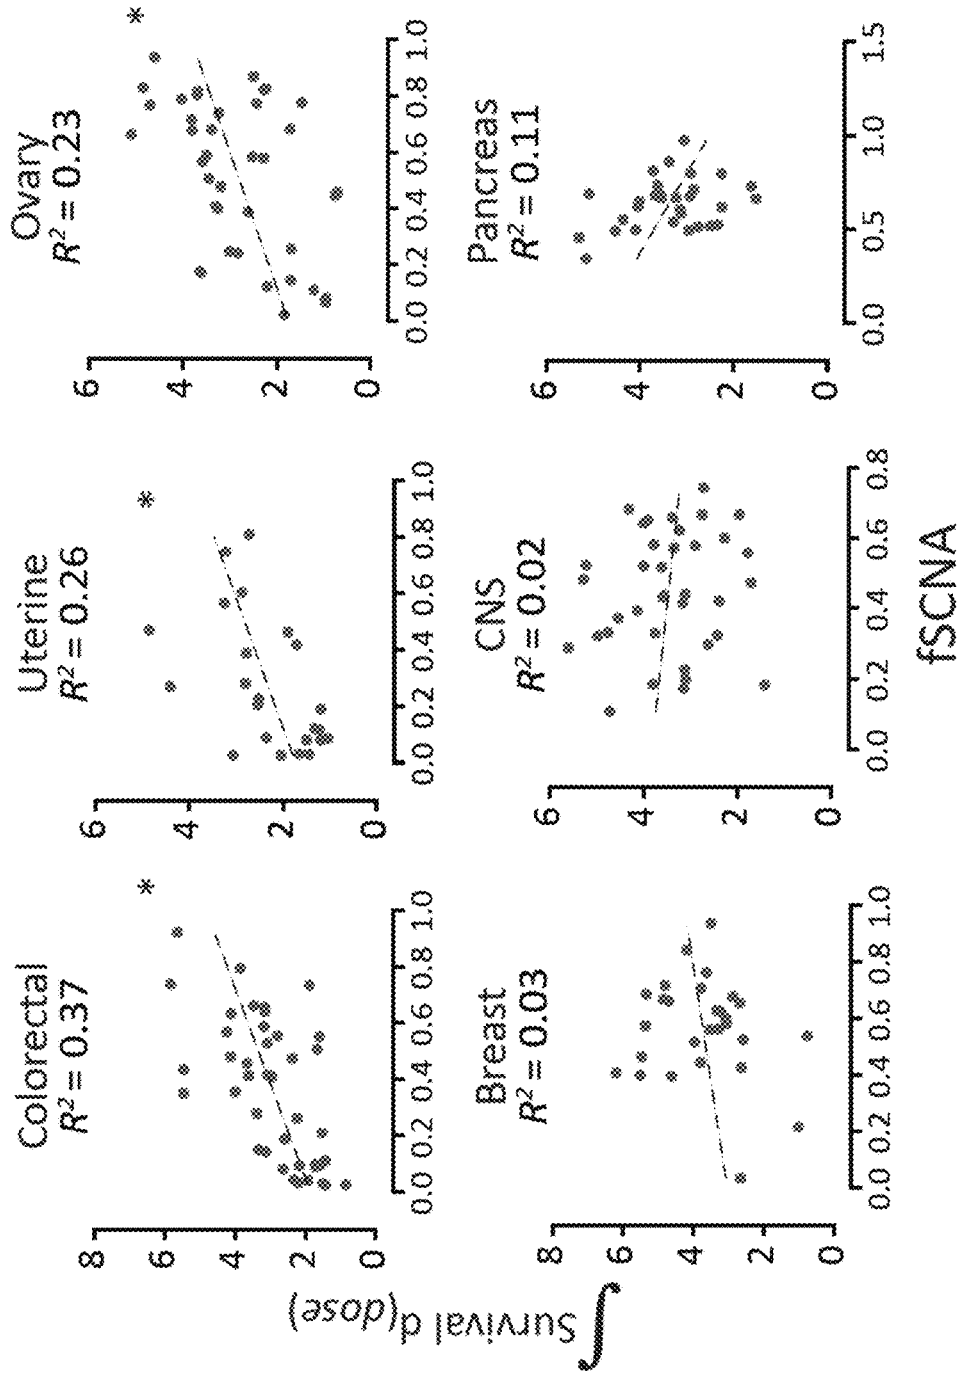 Colorectal
R² = 0.37
*
8
6
4
2
0
0.0 0.2 0.4 0.6 0.8 1.0
Uterine
R² = 0.26
*
6
4
2
0
0.0 0.2 0.4 0.6 0.8 1.0
Ovary
R² = 0.23
*
6
4
2
0
0.0 0.2 0.4 0.6 0.8 1.0
∫ Survival d(dose)
Breast
R² = 0.03
8
6
4
2
0
0.0 0.2 0.4 0.6 0.8 1.0
CNS
R² = 0.02
6
4
2
0
0.0 0.2 0.4 0.6 0.8
Pancreas
R² = 0.11
6
4
2
0
0.0 0.5 1.0 1.5
fSCNA